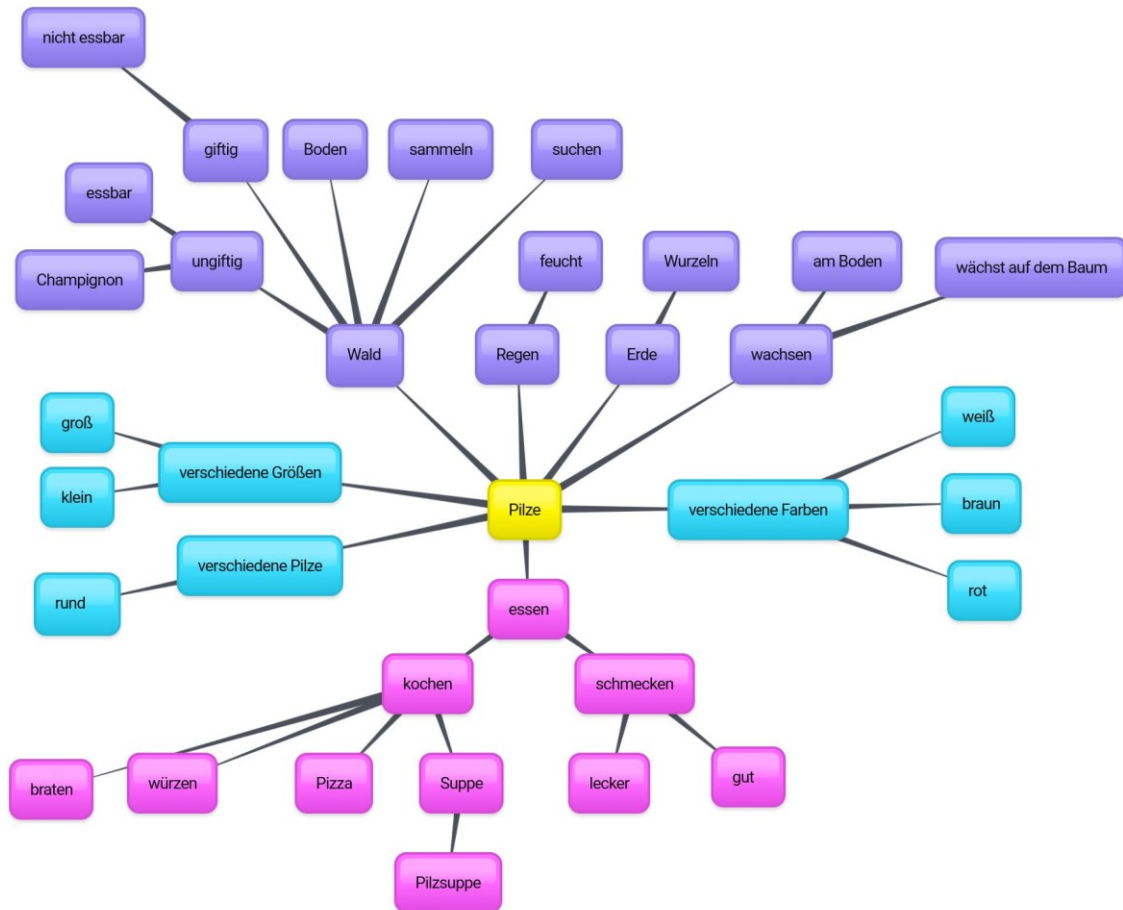 nicht essbar
giftig
Boden
sammeln
suchen
essbar
ungiftig
Champignon
feucht
Wurzeln
am Boden
wächst auf dem Baum
Wald
Regen
Erde
wachsen
groß
verschiedene Größen
klein
weiß
Pilze
verschiedene Farben
braun
verschiedene Pilze
rund
rot
essen
kochen
schmecken
braten
würzen
Pizza
Suppe
lecker
gut
Pilzsuppe